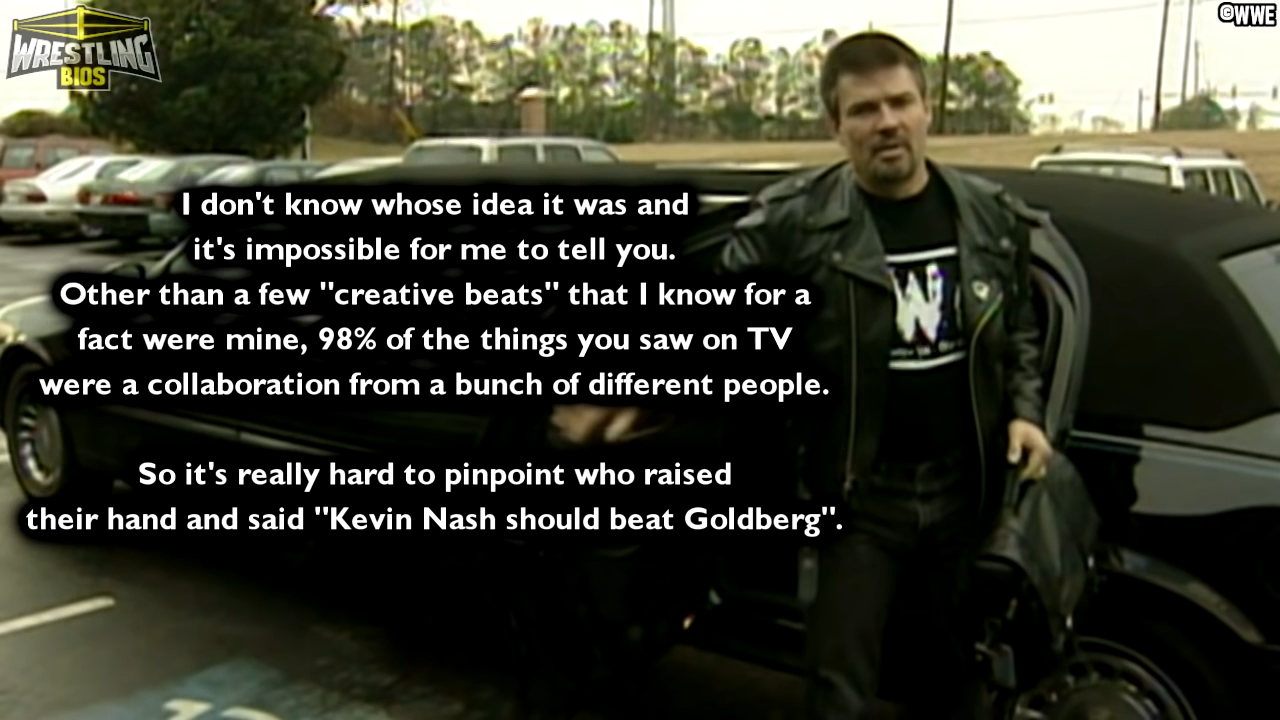 WRESTLING
BIOS
©WWE
I don't know whose idea it was and
it's impossible for me to tell you.
Other than a few "creative beats" that I know for a
fact were mine, 98% of the things you saw on TV
were a collaboration from a bunch of different people.
So it's really hard to pinpoint who raised
their hand and said "Kevin Nash should beat Goldberg".
W